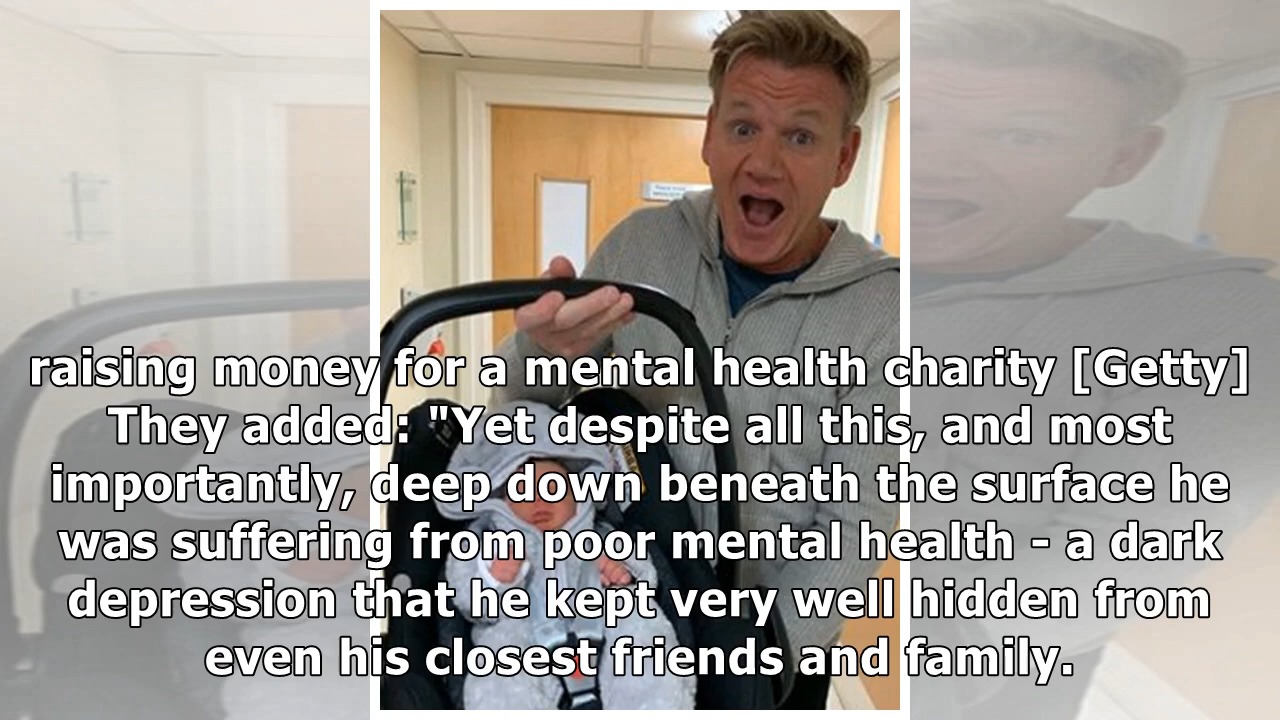 raising money for a mental health charity [Getty]
They added: "Yet despite all this, and most
importantly, deep down beneath the surface he
was suffering from poor mental health - a dark
depression that he kept very well hidden from
even his closest friends and family.